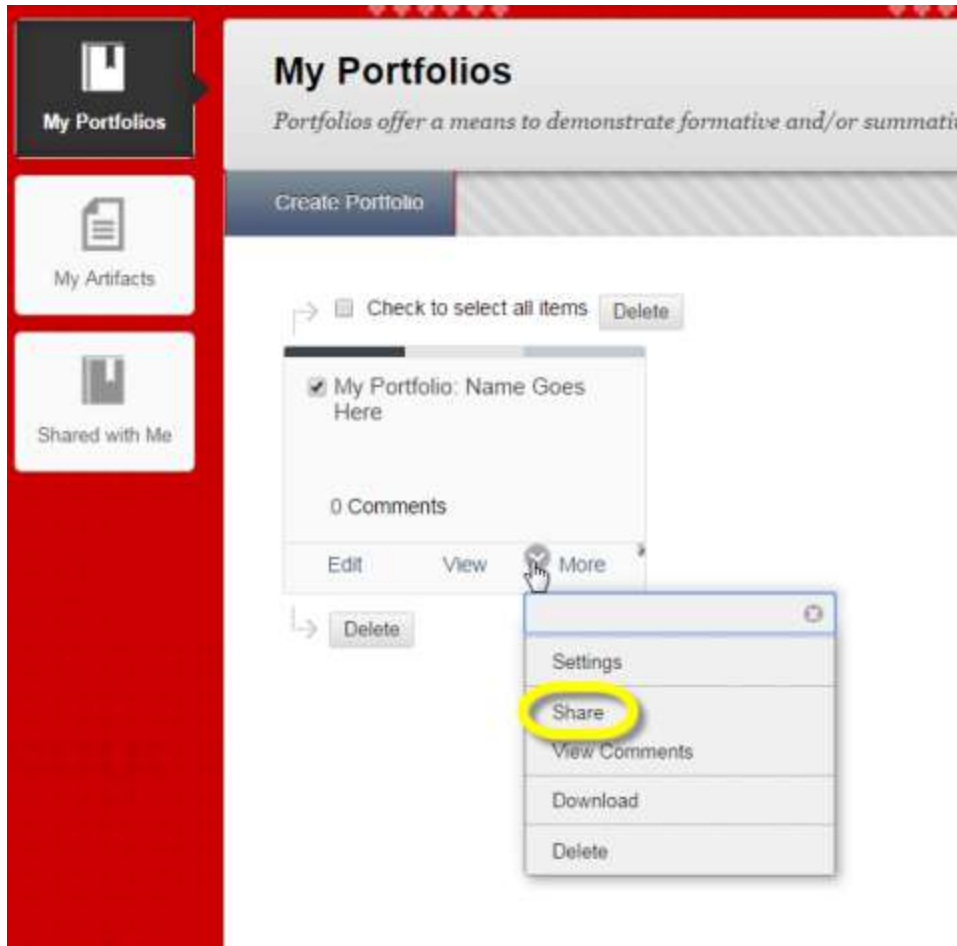 My Portfolios
My Artifacts
Shared with Me
My Portfolios
Portfolios offer a means to demonstrate formative and/or
Create Portfolio
Check to select all items Delete
My Portfolio: Name Goes
Here
0 Comments
Edit View More
Delete
Settings
Share
View Comments
Download
Delete